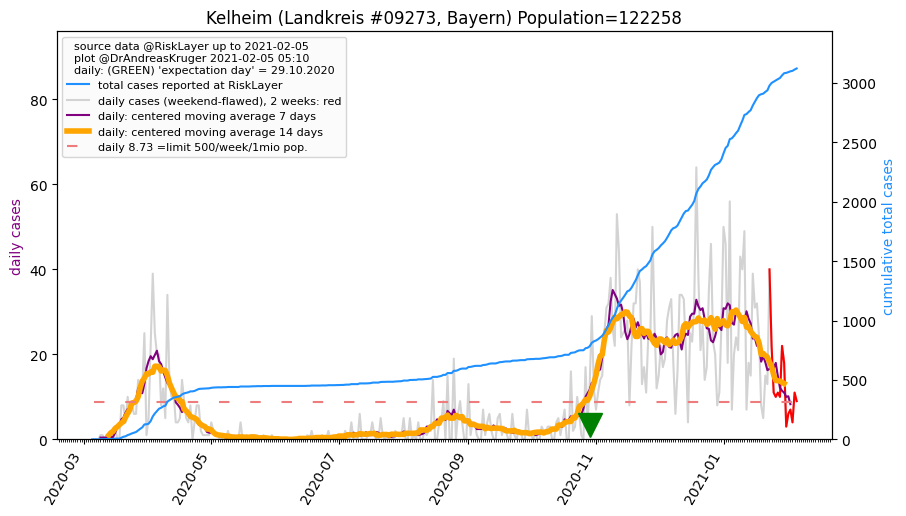 Kelheim (Landkreis #09273, Bayern) Population=122258
source data @RiskLayer up to 2021-02-05
plot @DrAndreasKruger 2021-02-05 05:10
daily: (GREEN) 'expectation day' = 29.10.2020
total cases reported at RiskLayer
daily cases (weekend-flawed), 2 weeks: red
daily: centered moving average 7 days
daily: centered moving average 14 days
daily 8.73 =limit 500/week/1mio pop.
daily cases
80
60
40
20
0
cumulative total cases
3000
2500
2000
1500
1000
500
0
2020-03
2020-05
2020-07
2020-09
2020-11
2021-01